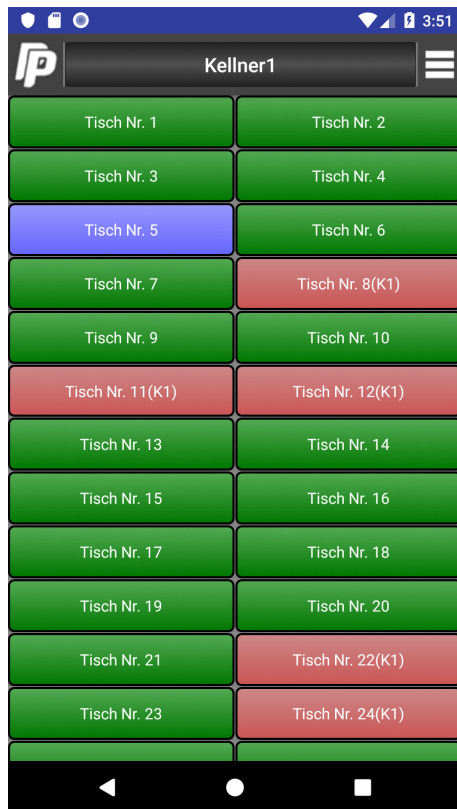 3:51
Kellner1
Tisch Nr. 1
Tisch Nr. 2
Tisch Nr. 3
Tisch Nr. 4
Tisch Nr. 5
Tisch Nr. 6
Tisch Nr. 7
Tisch Nr. 8(K1)
Tisch Nr. 9
Tisch Nr. 10
Tisch Nr. 11(K1)
Tisch Nr. 12(K1)
Tisch Nr. 13
Tisch Nr. 14
Tisch Nr. 15
Tisch Nr. 16
Tisch Nr. 17
Tisch Nr. 18
Tisch Nr. 19
Tisch Nr. 20
Tisch Nr. 21
Tisch Nr. 22(K1)
Tisch Nr. 23
Tisch Nr. 24(K1)